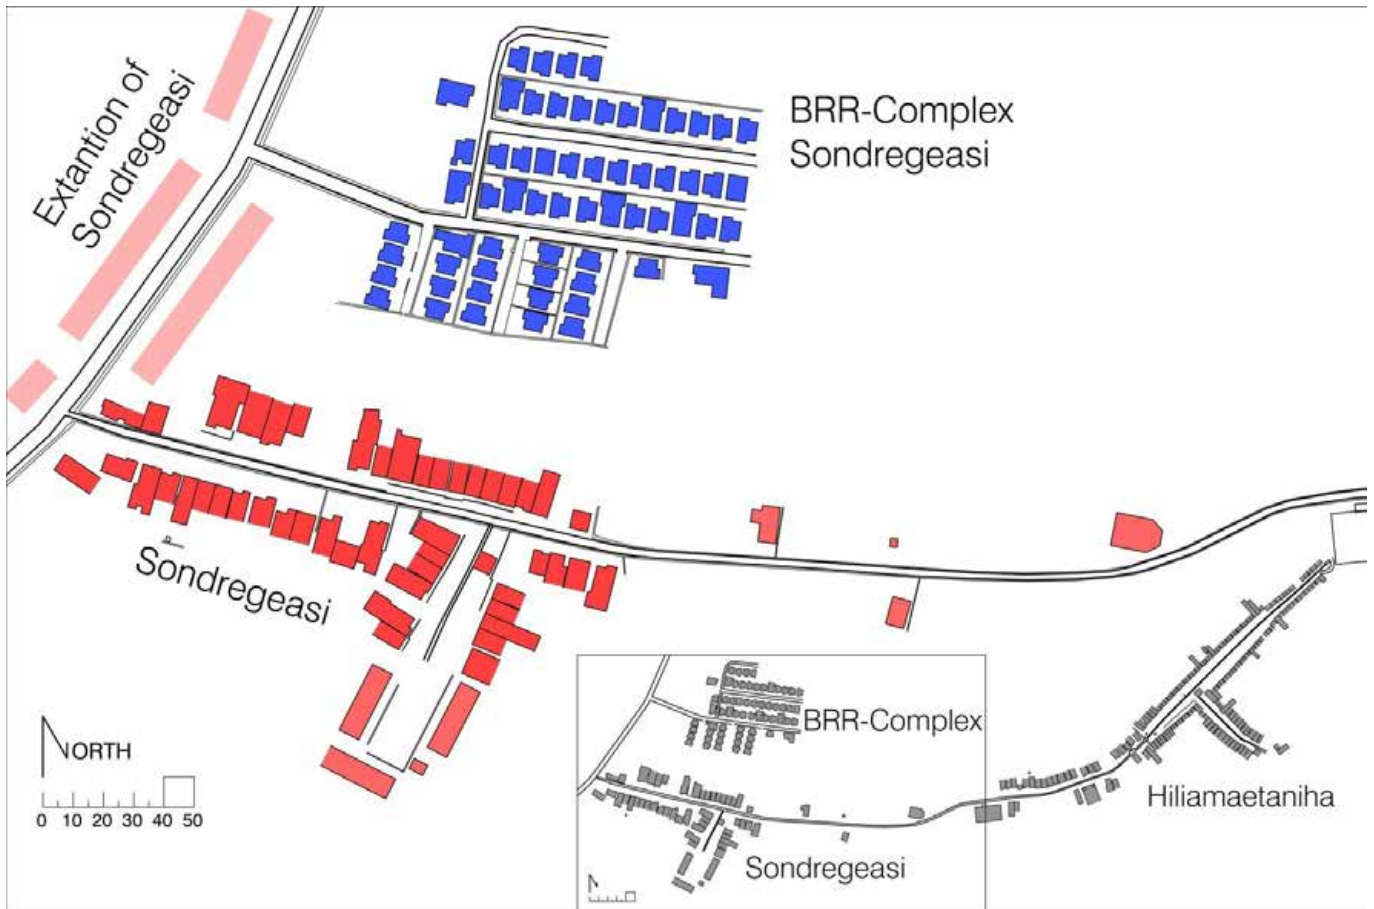 Extantion of
Sondregeasi
BRR-Complex
Sondregeasi
Sondregeasi
NORTH
0 10 20 30 40 50
BRR-Complex
Sondregeasi
Hiliamaetaniha
N